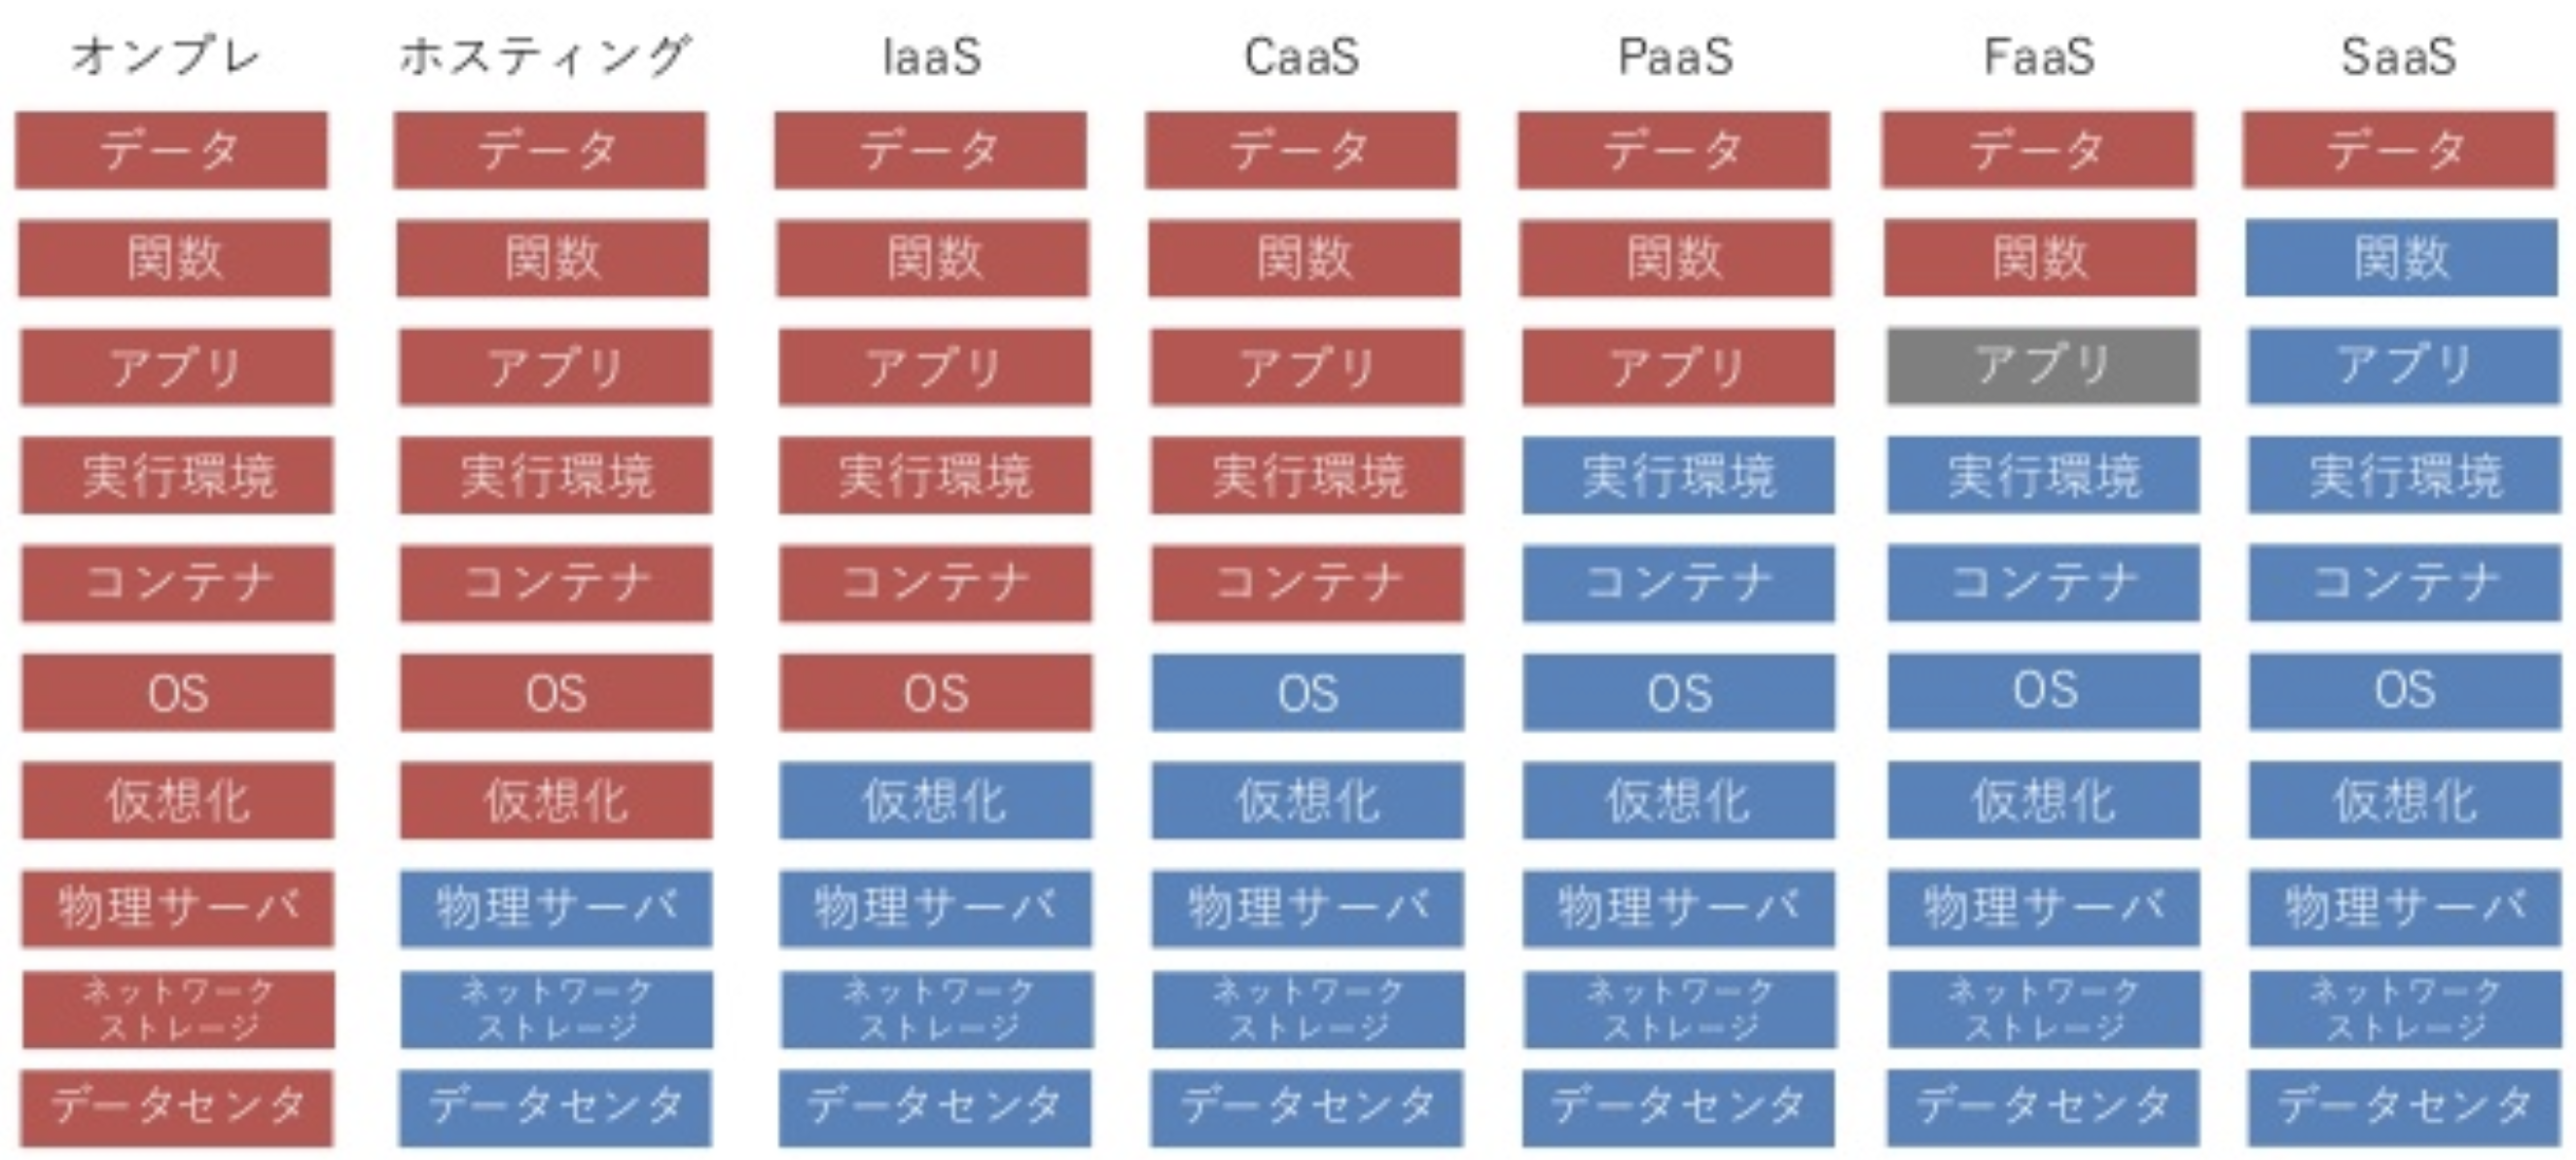 オンプレ ホスティング IaaS CaaS PaaS FaaS SaaS
データ データ データ データ データ データ データ
関数 関数 関数 関数 関数 関数 関数
アプリ アプリ アプリ アプリ アプリ アプリ アプリ
実行環境 実行環境 実行環境 実行環境 実行環境 実行環境 実行環境
コンテナ コンテナ コンテナ コンテナ コンテナ コンテナ コンテナ
OS OS OS OS OS OS OS
仮想化 仮想化 仮想化 仮想化 仮想化 仮想化 仮想化
物理サーバ 物理サーバ 物理サーバ 物理サーバ 物理サーバ 物理サーバ 物理サーバ
ネットワーク ネットワーク ネットワーク ネットワーク ネットワーク ネットワーク ネットワーク
ストレージ ストレージ ストレージ ストレージ ストレージ ストレージ ストレージ
データセンタ データセンタ データセンタ データセンタ データセンタ データセンタ データセンタ